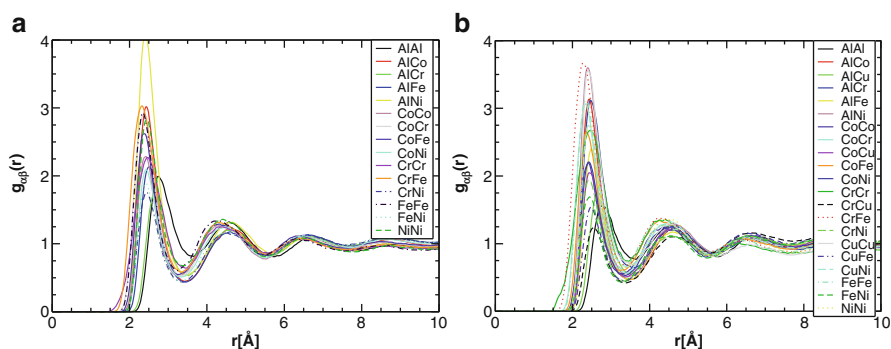 a
4
3
2
1
0
gαβ(r)
0
2
4
6
8
10
r[Å]
AlAl
AlCo
AlCr
AlFe
AlNi
CoCo
CoCr
CoFe
CoNi
CrCr
CrFe
CrNi
FeFe
FeNi
NiNi
b
4
3
2
1
0
gαβ(r)
0
2
4
6
8
10
r[Å]
AlAl
AlCo
AlCu
AlCr
AlFe
AlNi
CoCo
CoCr
CoCu
CoFe
CoNi
CrCr
CrCu
CrFe
CrNi
CuCu
CuFe
CuNi
FeFe
FeNi
NiNi